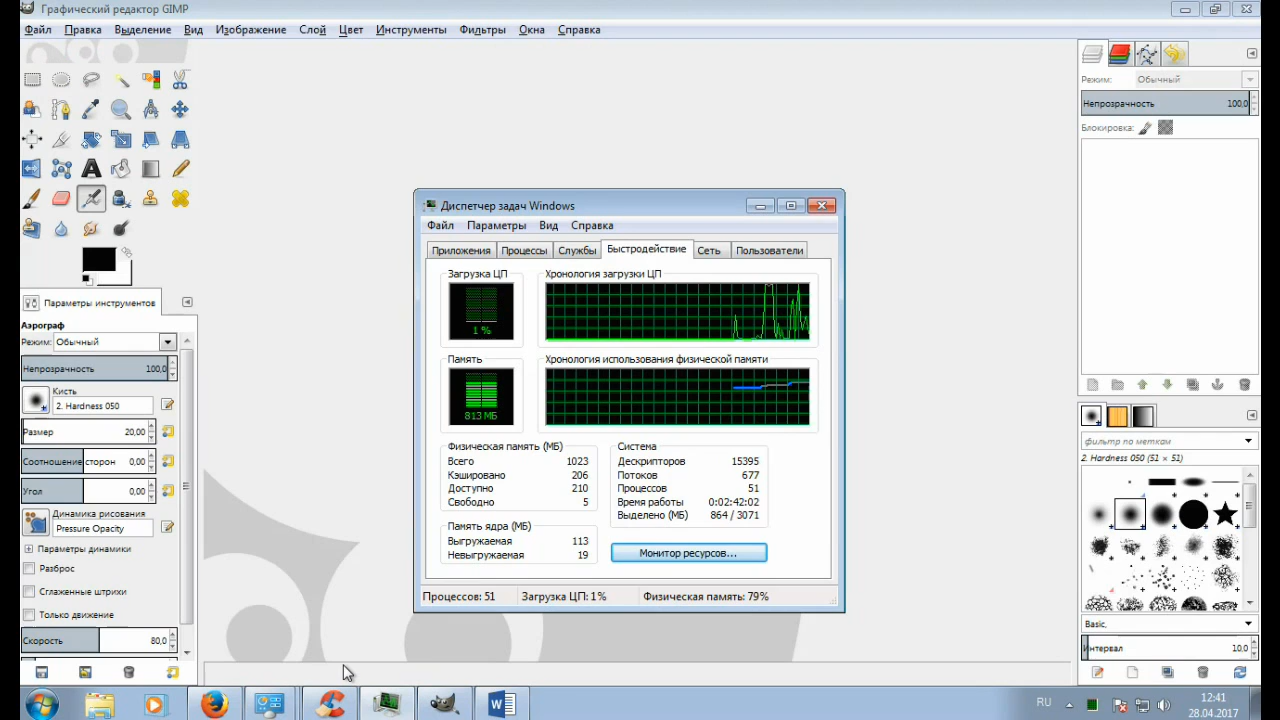 Графический редактор GIMP
Файл Правка Выделение Вид Изображение Слой Цвет Инструменты Фильтры Окна Справка
Параметры инструментов
Аэрограф
Режим: Обычный
Непрозрачность 100,0
Кисть
2. Hardness 050
Размер 20,00
Соотношение сторон 0,00
Угол 0,00
Динамика рисования
Pressure Opacity
Параметры динамики
Разброс
Сглаженные штрихи
Только движение
Скорость 80,0
Диспетчер задач Windows
Файл Параметры Вид Справка
Приложения Процессы Службы Быстродействие Сеть Пользователи
Загрузка ЦП Хронология загрузки ЦП
1 %
Память Хронология использования физической памяти
813 МБ
Физическая память (МБ)
Всего 1023
Кэшировано 206
Доступно 210
Свободно 5
Память ядра (МБ)
Выгружаемая 113
Невыгружаемая 19
Система
Дескрипторов 15395
Потоков 677
Процессов 51
Время работы 0:02:42:02
Выделено (МБ) 864 / 3071
Монитор ресурсов...
Процессов: 51 Загрузка ЦП: 1% Физическая память: 79%
Режим: Обычный
Непрозрачность 100,0
Блокировка:
фильтр по меткам
2. Hardness 050 (51 × 51)
Basic,
Интервал 10,0
RU
12:41
28.04.2017